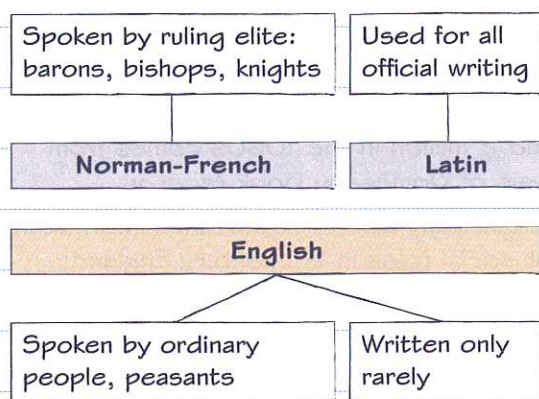 Spoken by ruling elite:
barons, bishops, knights
Used for all
official writing
Norman-French
Latin
English
Spoken by ordinary
people, peasants
Written only
rarely